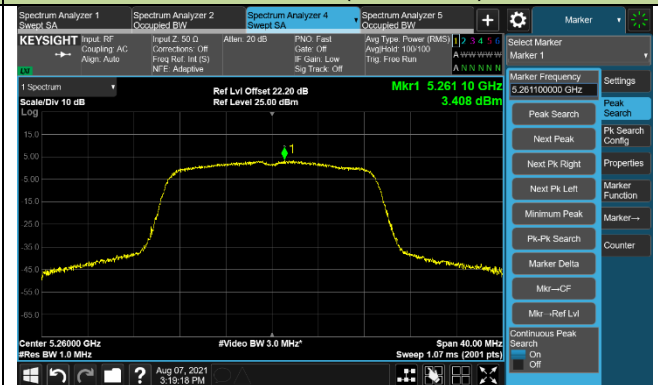 Spectrum Analyzer 1
Swept SA
Spectrum Analyzer 2
Occupied BW
Spectrum Analyzer 4
Swept SA
Spectrum Analyzer 5
Occupied BW
+
Marker
KEYSIGHT
Input: RF
Coupling: AC
Align: Auto
Input Z: 50 Ω
Corrections: Off
Freq Ref: Int (S)
NFE: Adaptive
Atten: 20 dB
PNO: Fast
Gate: Off
IF Gain: Low
Sig Track: Off
Avg Type: Power (RMS)
Avg|Hold: 100/100
Trig: Free Run
1 2 3 4 5 6
A W W W W W
A N N N N N
LV
Select Marker
Marker 1
1 Spectrum
Scale/Div 10 dB
Log
Ref Lvl Offset 22.20 dB
Ref Level 25.00 dBm
Mkr1 5.261 10 GHz
3.408 dBm
15.0
5.00
-5.00
-15.0
-25.0
-35.0
-45.0
-55.0
-65.0
1
Center 5.26000 GHz
#Res BW 1.0 MHz
#Video BW 3.0 MHz*
Span 40.00 MHz
Sweep 1.07 ms (2001 pts)
Marker Frequency
5.261100000 GHz
Peak Search
Next Peak
Next Pk Right
Next Pk Left
Minimum Peak
Pk-Pk Search
Marker Delta
Mkr→CF
Mkr→Ref Lvl
Continuous Peak
Search
On
Off
Settings
Peak
Search
Pk Search
Config
Properties
Marker
Function
Marker→
Counter
?
Aug 07, 2021
3:19:18 PM